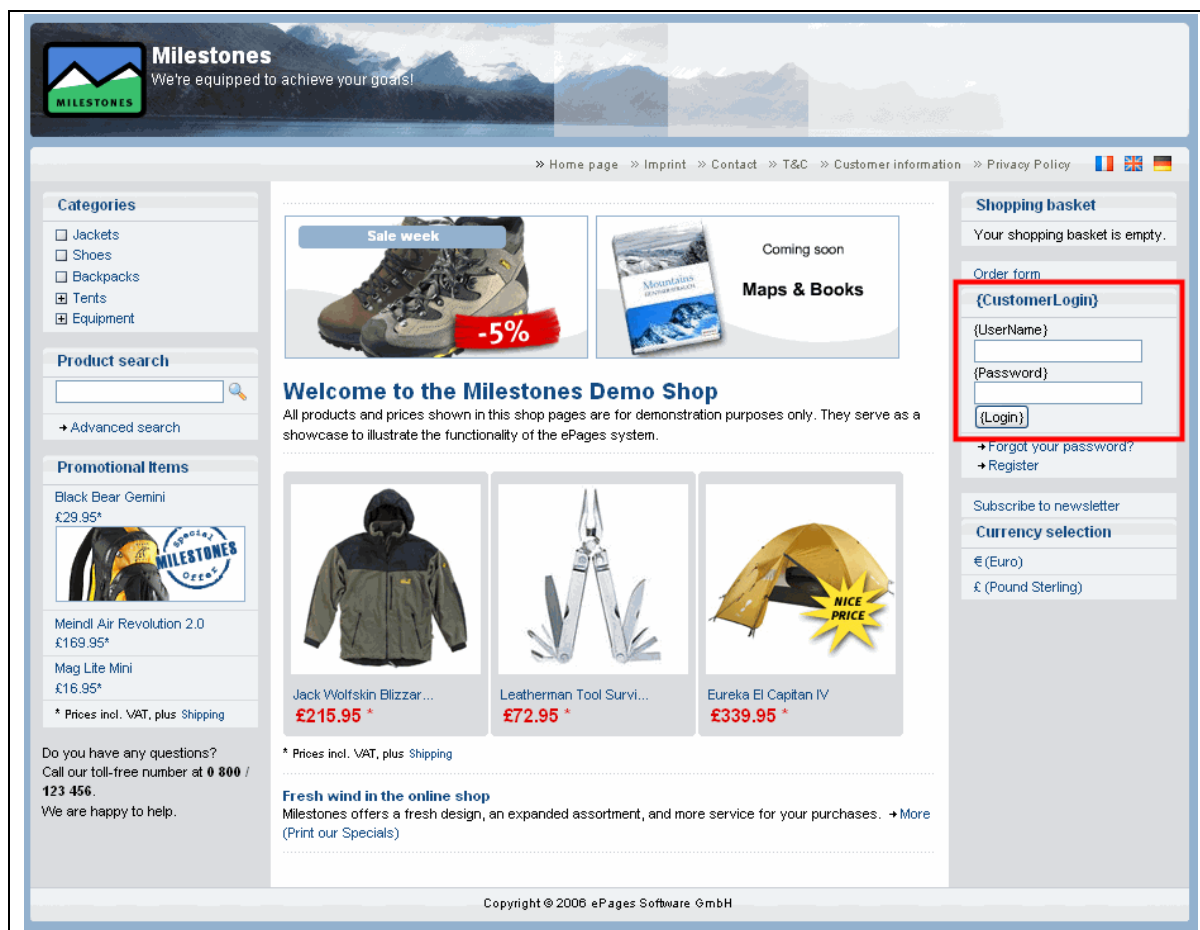 Milestones
We're equipped to achieve your goals!
MILESTONES
» Home page » Imprint » Contact » T&C » Customer information » Privacy Policy
Categories
Jackets
Shoes
Backpacks
Tents
Equipment
Product search
Advanced search
Promotional Items
Black Bear Gemini
£29.95*
Special
MILESTONES
Offer
Meindl Air Revolution 2.0
£169.95*
Mag Lite Mini
£16.95*
* Prices incl. VAT, plus Shipping
Do you have any questions?
Call our toll-free number at 0 800 /
123 456.
We are happy to help.
Sale week
-5%
Mountains
Coming soon
Maps & Books
Welcome to the Milestones Demo Shop
All products and prices shown in this shop pages are for demonstration purposes only. They serve as a
showcase to illustrate the functionality of the ePages system.
NICE
PRICE
Jack Wolfskin Blizzar...
£215.95 *
Leatherman Tool Survi...
£72.95 *
Eureka El Capitan IV
£339.95 *
* Prices incl. VAT, plus Shipping
Fresh wind in the online shop
Milestones offers a fresh design, an expanded assortment, and more service for your purchases. More
(Print our Specials)
Shopping basket
Your shopping basket is empty.
Order form
{CustomerLogin}
{UserName}
{Password}
{Login}
Forgot your password?
Register
Subscribe to newsletter
Currency selection
€ (Euro)
£ (Pound Sterling)
Copyright © 2006 ePages Software GmbH